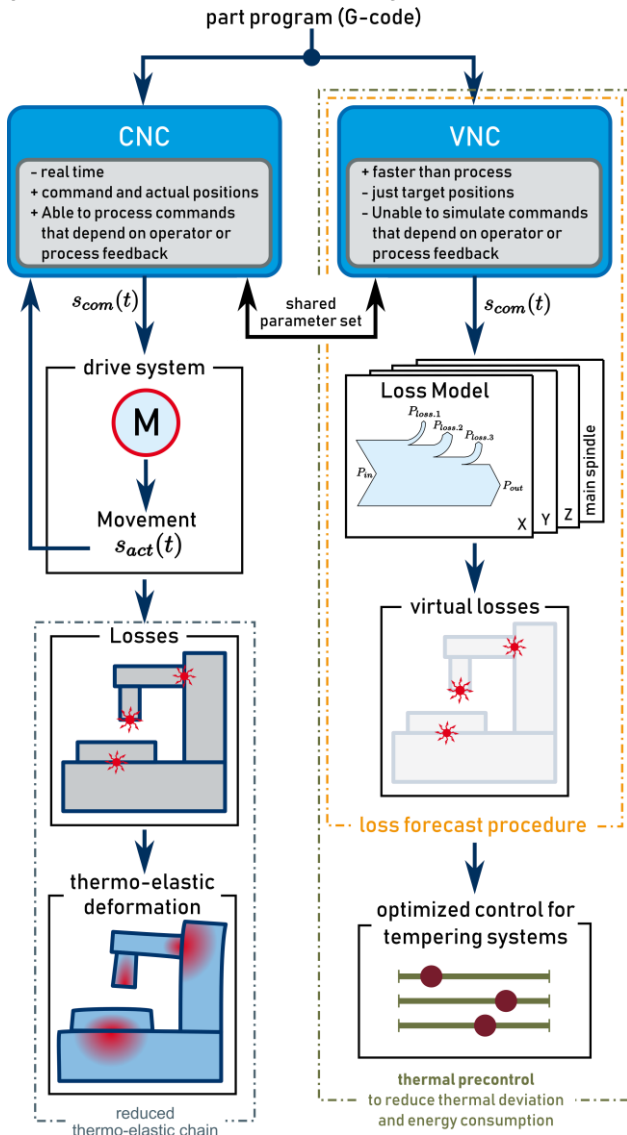 part program (G-code)
CNC
- real time
+ command and actual positions
+ Able to process commands
that depend on operator or
process feedback
VNC
+ faster than process
- just target positions
- Unable to simulate commands
that depend on operator or
process feedback
s_com(t)
shared
parameter set
s_com(t)
drive system
M
Movement
s_act(t)
Loss Model
P_loss.1
P_loss.2
P_loss.3
P_in
P_out
X
Y
Z
main spindle
Losses
virtual losses
loss forecast procedure
thermo-elastic
deformation
optimized control for
tempering systems
reduced
thermo-elastic chain
thermal precontrol
to reduce thermal deviation
and energy consumption